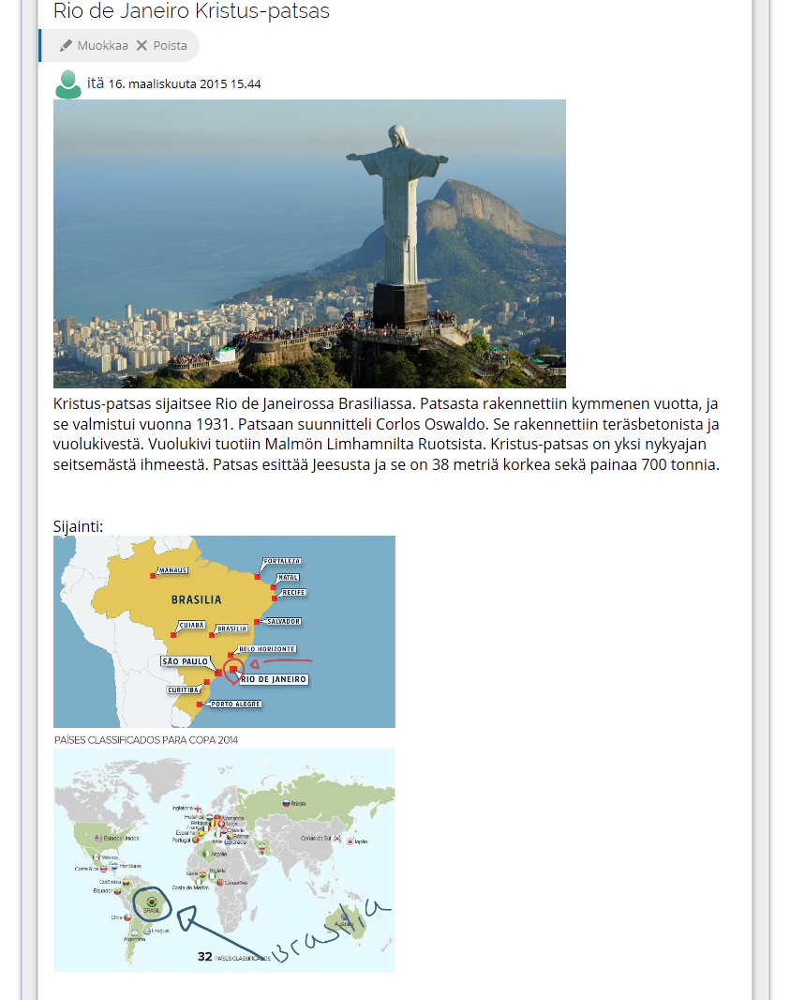 Rio de Janeiro Kristus-patsas
Muokkaa Poista
itä 16. maaliskuuta 2015 15.44
Kristus-patsas sijaitsee Rio de Janeirossa Brasiliassa. Patsasta rakennettiin kymmenen vuotta, ja
se valmistui vuonna 1931. Patsaan suunnitteli Corlos Oswaldo. Se rakennettiin teräsbetonista ja
vuolukivestä. Vuolukivi tuotiin Malmön Limhamnilta Ruotsista. Kristus-patsas on yksi nykyajan
seitsemästä ihmeestä. Patsas esittää Jeesusta ja se on 38 metriä korkea sekä painaa 700 tonnia.
Sijainti:
FORTALEZA
MANAUS
NATAL
RECIFE
BRASILIA
SALVADOR
CUIABÁ
BRASÍLIA
BELO HORIZONTE
SÃO PAULO
RIO DE JANEIRO
CURITIBA
PORTO ALEGRE
PAÍSES CLASSIFICADOS PARA COPA 2014
Rússia
Inglaterra
Holanda
Alemanha
Bélgica
Suíça
França
Croácia
Espanha
Bósnia
Portugal
Itália
Grécia
Estados Unidos
Coreia do Sul
Japão
Argélia
México
Honduras
Costa Rica
Gana
Nigéria
Camarões
Costa do Marfim
Colômbia
Equador
BRASIL
Chile
Uruguai
Argentina
Austrália
Brasilia
32 PAÍSES CLASSIFICADOS